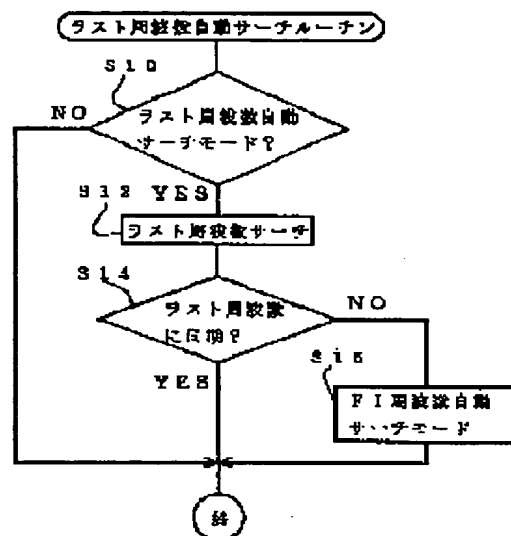 ラスト周波数自動サーチルーチン
S10
NO
ラスト周波数自動
サーチモード?
S12
YES
ラスト周波数サーチ
S14
ラスト周波数
に同期?
NO
YES
FI周波数自動
サーチモード
終